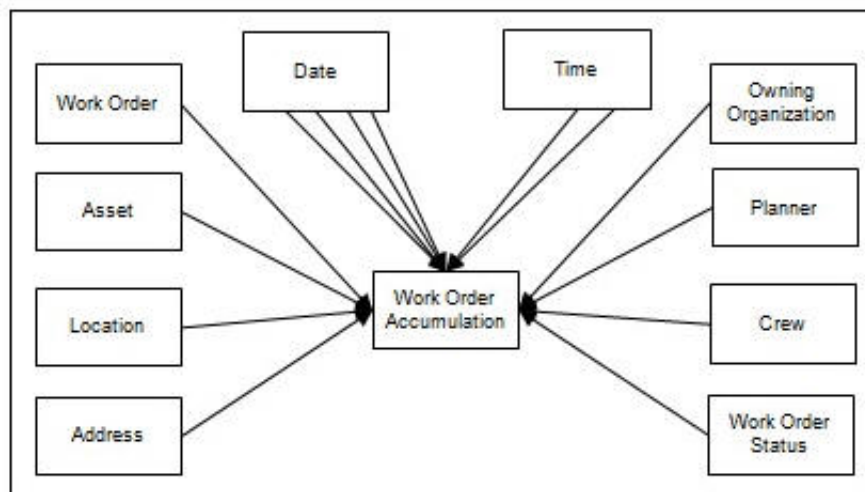 Date
Time
Work Order
Owning
Organization
Asset
Planner
Work Order
Accumulation
Location
Crew
Address
Work Order
Status